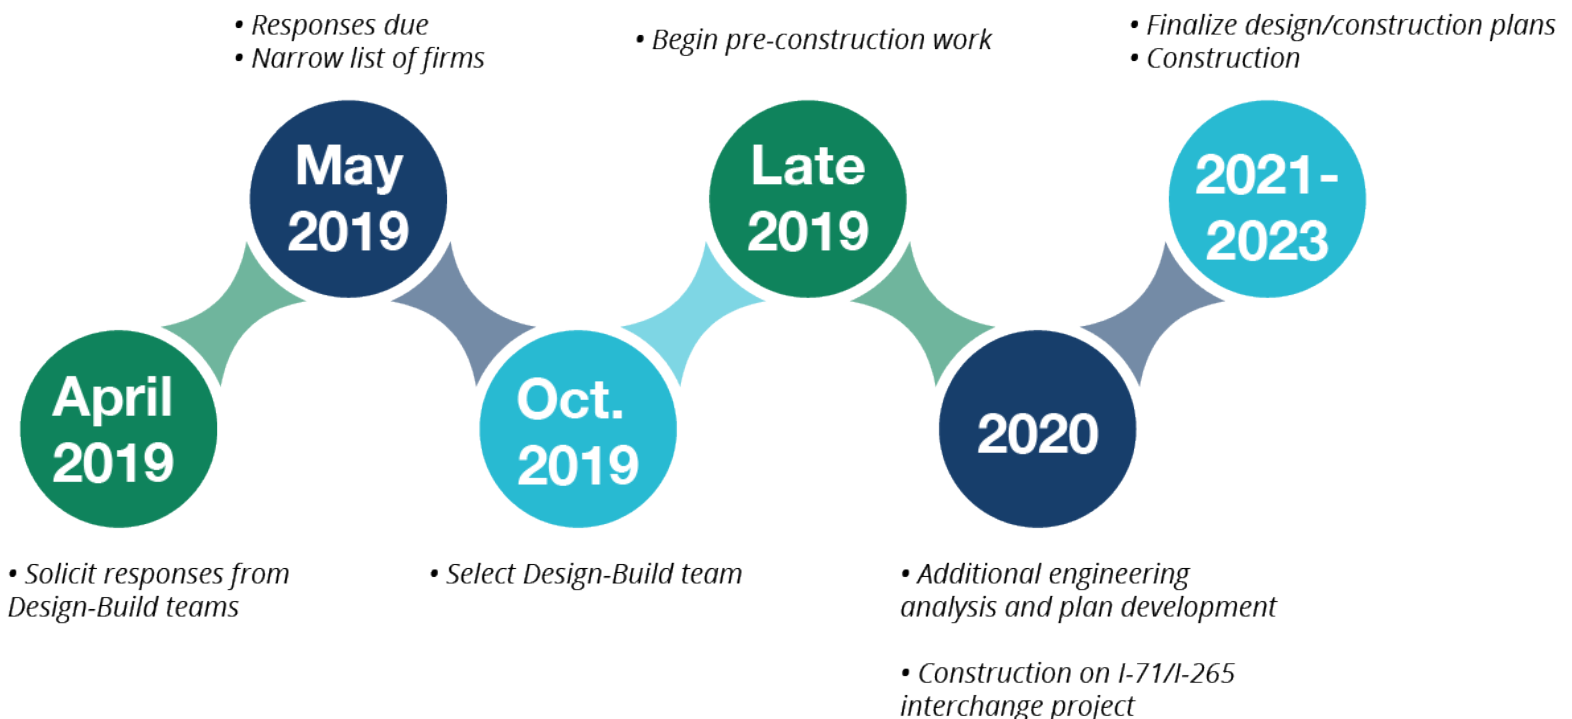 • Responses due
• Narrow list of firms
• Begin pre-construction work
• Finalize design/construction plans
• Construction
May
2019
Late
2019
2021-
2023
April
2019
Oct.
2019
2020
• Solicit responses from
Design-Build teams
• Select Design-Build team
• Additional engineering
analysis and plan development
• Construction on I-71/I-265
interchange project